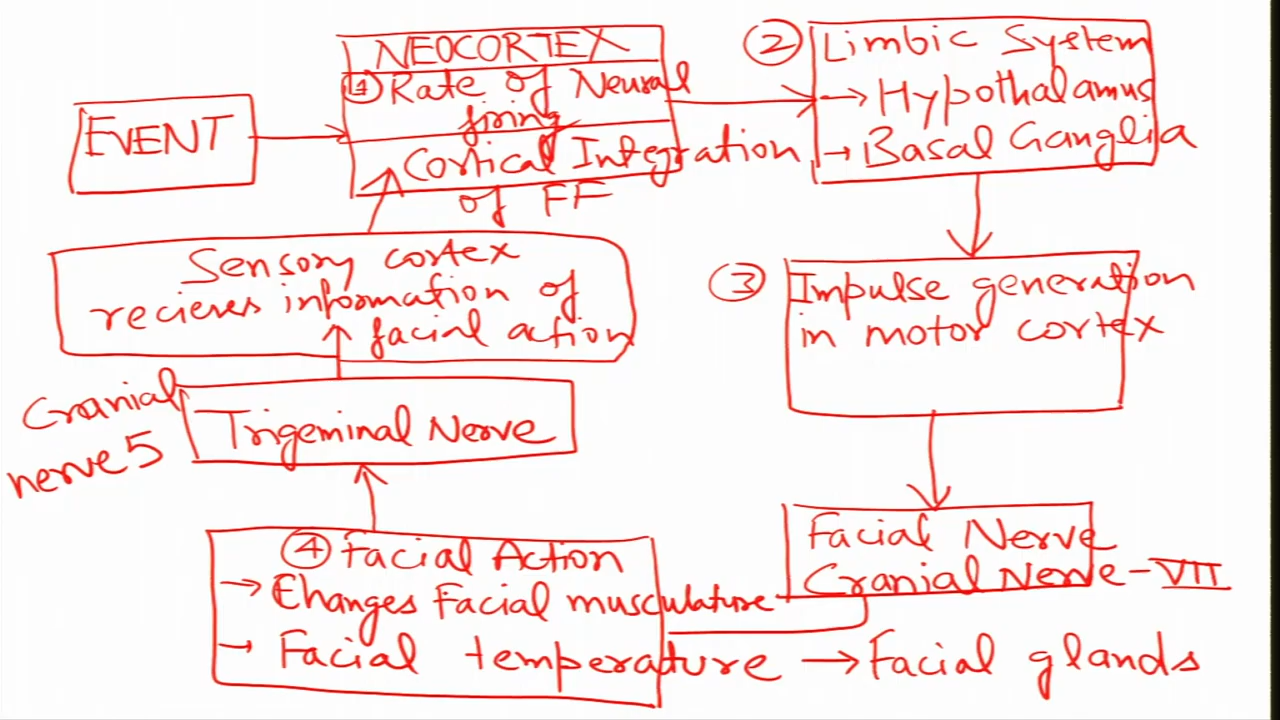 EVENT
NEOCORTEX
① Rate of Neural
firing
Cortical Integration
of FF
② Limbic System
→ Hypothalamus
→ Basal Ganglia
③ Impulse generation
in motor cortex
Facial Nerve
Cranial Nerve - VII
④ Facial Action
→ Changes Facial musculature
→ Facial temperature → Facial glands
Cranial
nerve 5
Trigeminal Nerve
Sensory cortex
recieves information of
facial action